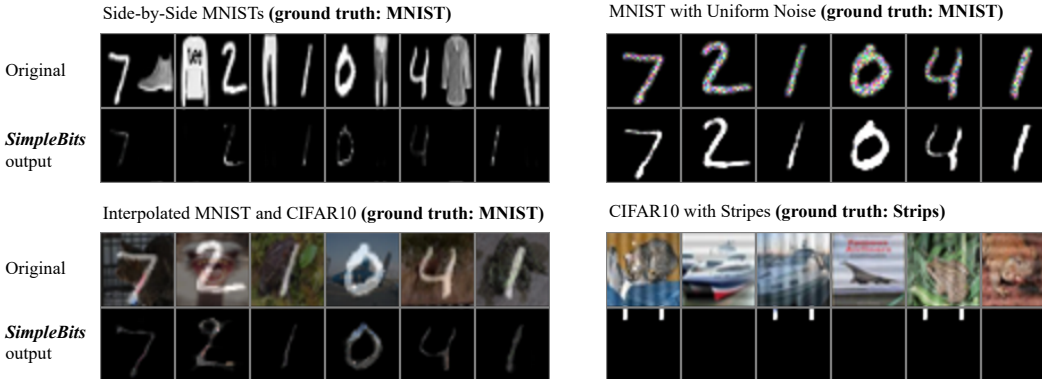 Side-by-Side MNISTs (ground truth: MNIST)
Original
SimpleBits
output
MNIST with Uniform Noise (ground truth: MNIST)
Interpolated MNIST and CIFAR10 (ground truth: MNIST)
Original
SimpleBits
output
CIFAR10 with Stripes (ground truth: Strips)